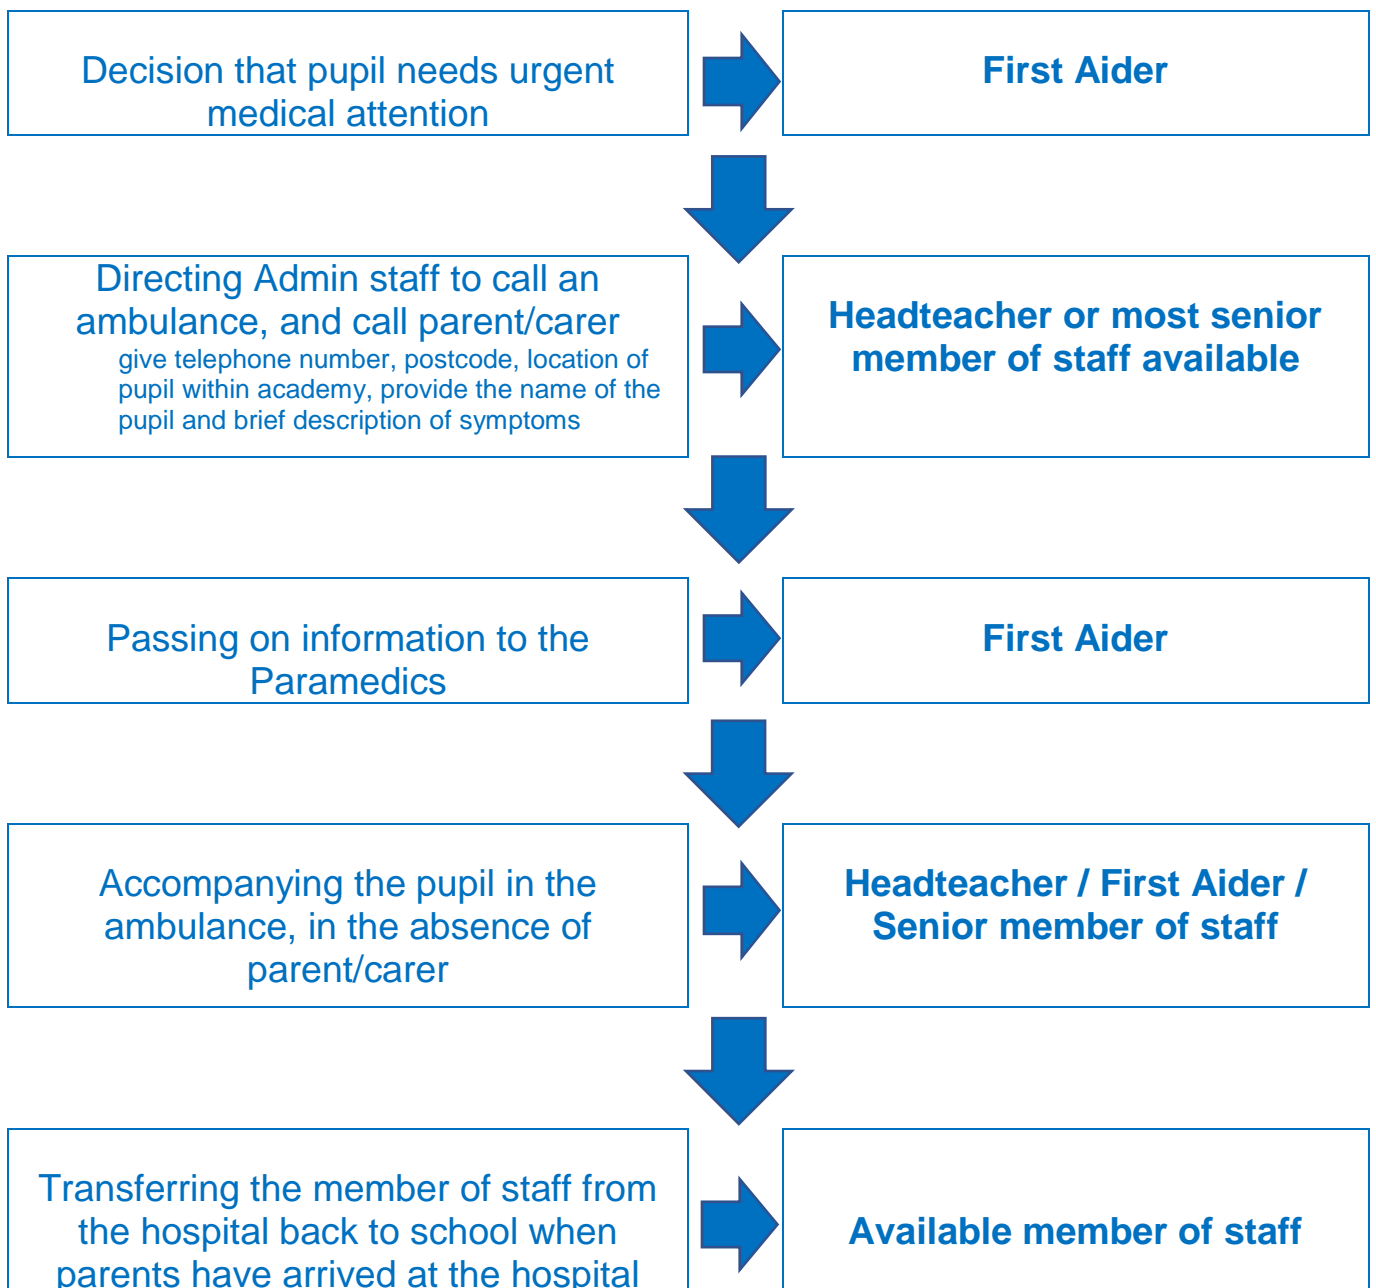 Decision that pupil needs urgent
medical attention
First Aider
Directing Admin staff to call an
ambulance, and call parent/carer
give telephone number, postcode, location of
pupil within academy, provide the name of the
pupil and brief description of symptoms
Headteacher or most senior
member of staff available
Passing on information to the
Paramedics
First Aider
Accompanying the pupil in the
ambulance, in the absence of
parent/carer
Headteacher / First Aider /
Senior member of staff
Transferring the member of staff from
the hospital back to school when
parents have arrived at the hospital
Available member of staff